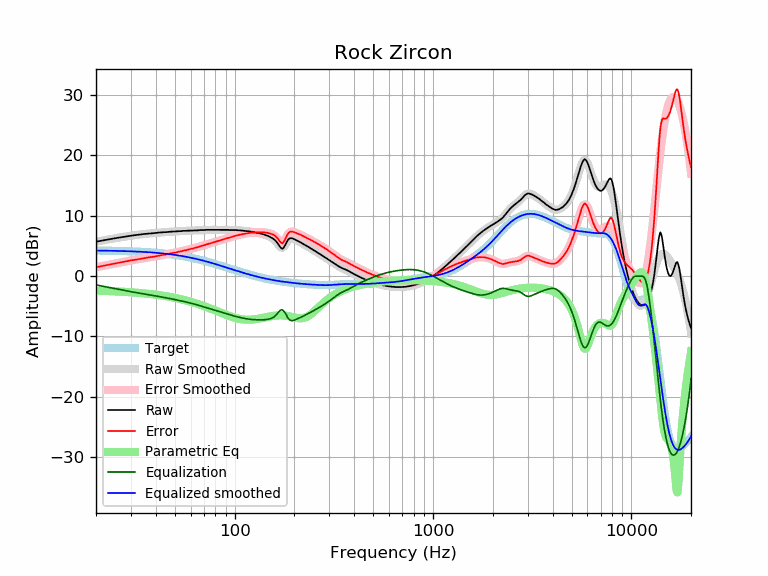 Rock Zircon
30
20
10
0
−10
−20
−30
Amplitude (dBr)
Target
Raw Smoothed
Error Smoothed
Raw
Error
Parametric Eq
Equalization
Equalized smoothed
100 1000 10000
Frequency (Hz)